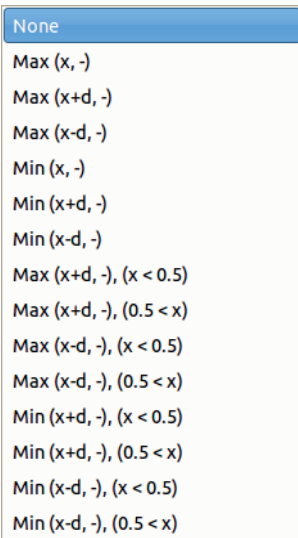 None
Max (x, -)
Max (x+d, -)
Max (x-d, -)
Min (x, -)
Min (x+d, -)
Min (x-d, -)
Max (x+d, -), (x < 0.5)
Max (x+d, -), (0.5 < x)
Max (x-d, -), (x < 0.5)
Max (x-d, -), (0.5 < x)
Min (x+d, -), (x < 0.5)
Min (x+d, -), (0.5 < x)
Min (x-d, -), (x < 0.5)
Min (x-d, -), (0.5 < x)